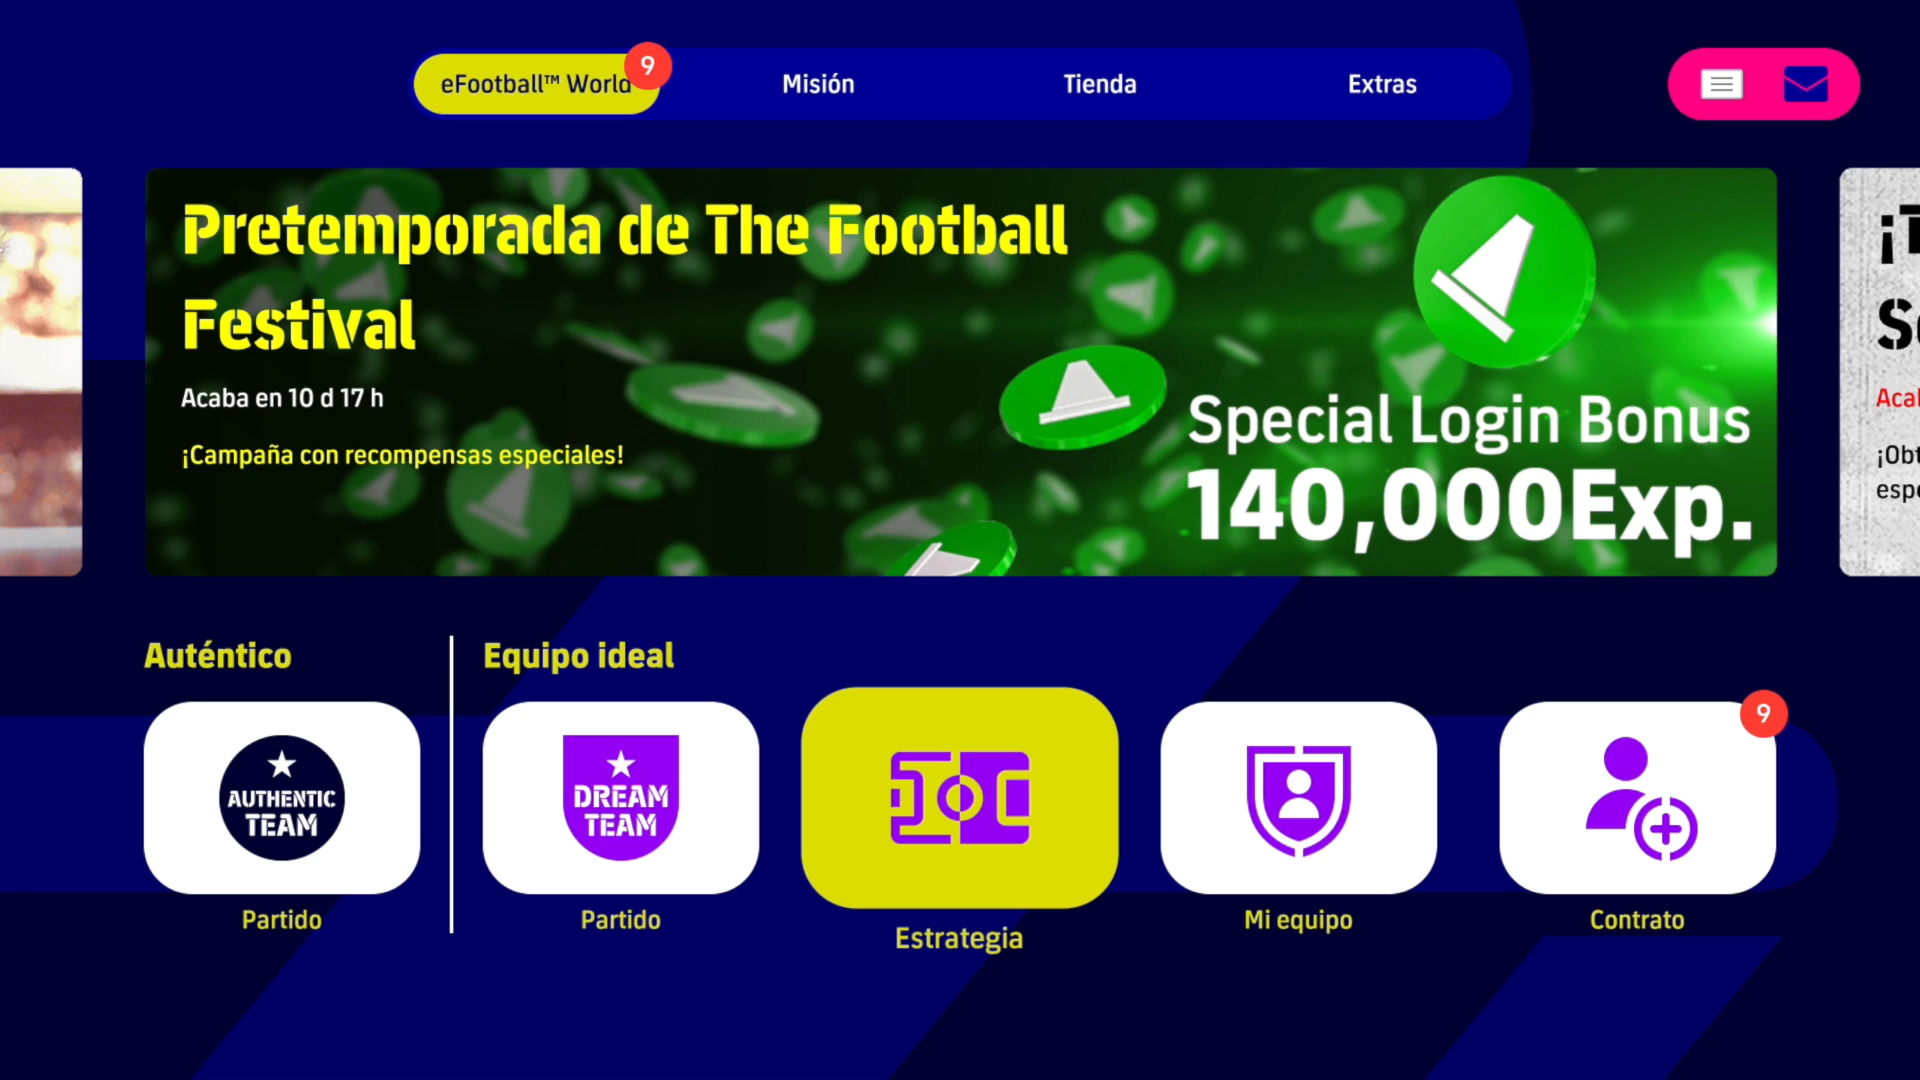 eFootball™ World
9
Misión
Tienda
Extras
Pretemporada de The Football
Festival
Acaba en 10 d 17 h
¡Campaña con recompensas especiales!
Special Login Bonus
140,000Exp.
¡Obt
espe
Auténtico
Equipo ideal
AUTHENTIC
TEAM
DREAM
TEAM
9
Partido
Partido
Estrategia
Mi equipo
Contrato